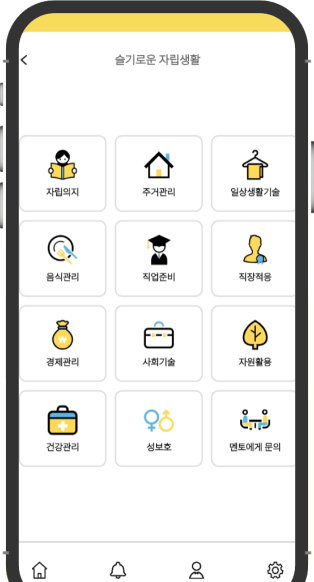 슬기로운 자립생활
자립의지
주거관리
일상생활기술
음식관리
직업준비
직장적응
경제관리
사회기술
자원활용
건강관리
성보호
멘토에게 문의